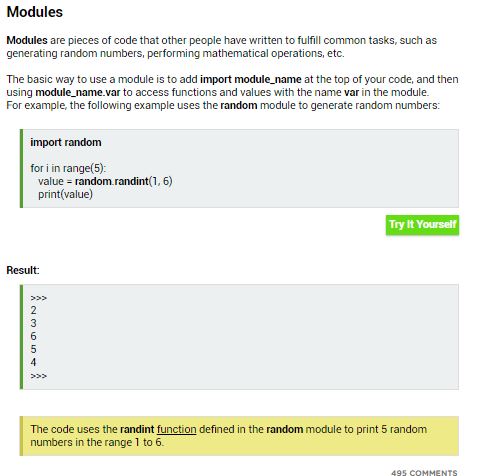 Modules
Modules are pieces of code that other people have written to fulfill common tasks, such as
generating random numbers, performing mathematical operations, etc.
The basic way to use a module is to add import module_name at the top of your code, and then
using module_name.var to access functions and values with the name var in the module.
For example, the following example uses the random module to generate random numbers:
import random
for i in range(5):
value = random.randint(1, 6)
print(value)
Try It Yourself
Result:
>>>
2
3
6
5
4
>>>
The code uses the randint function defined in the random module to print 5 random
numbers in the range 1 to 6.
495 COMMENTS